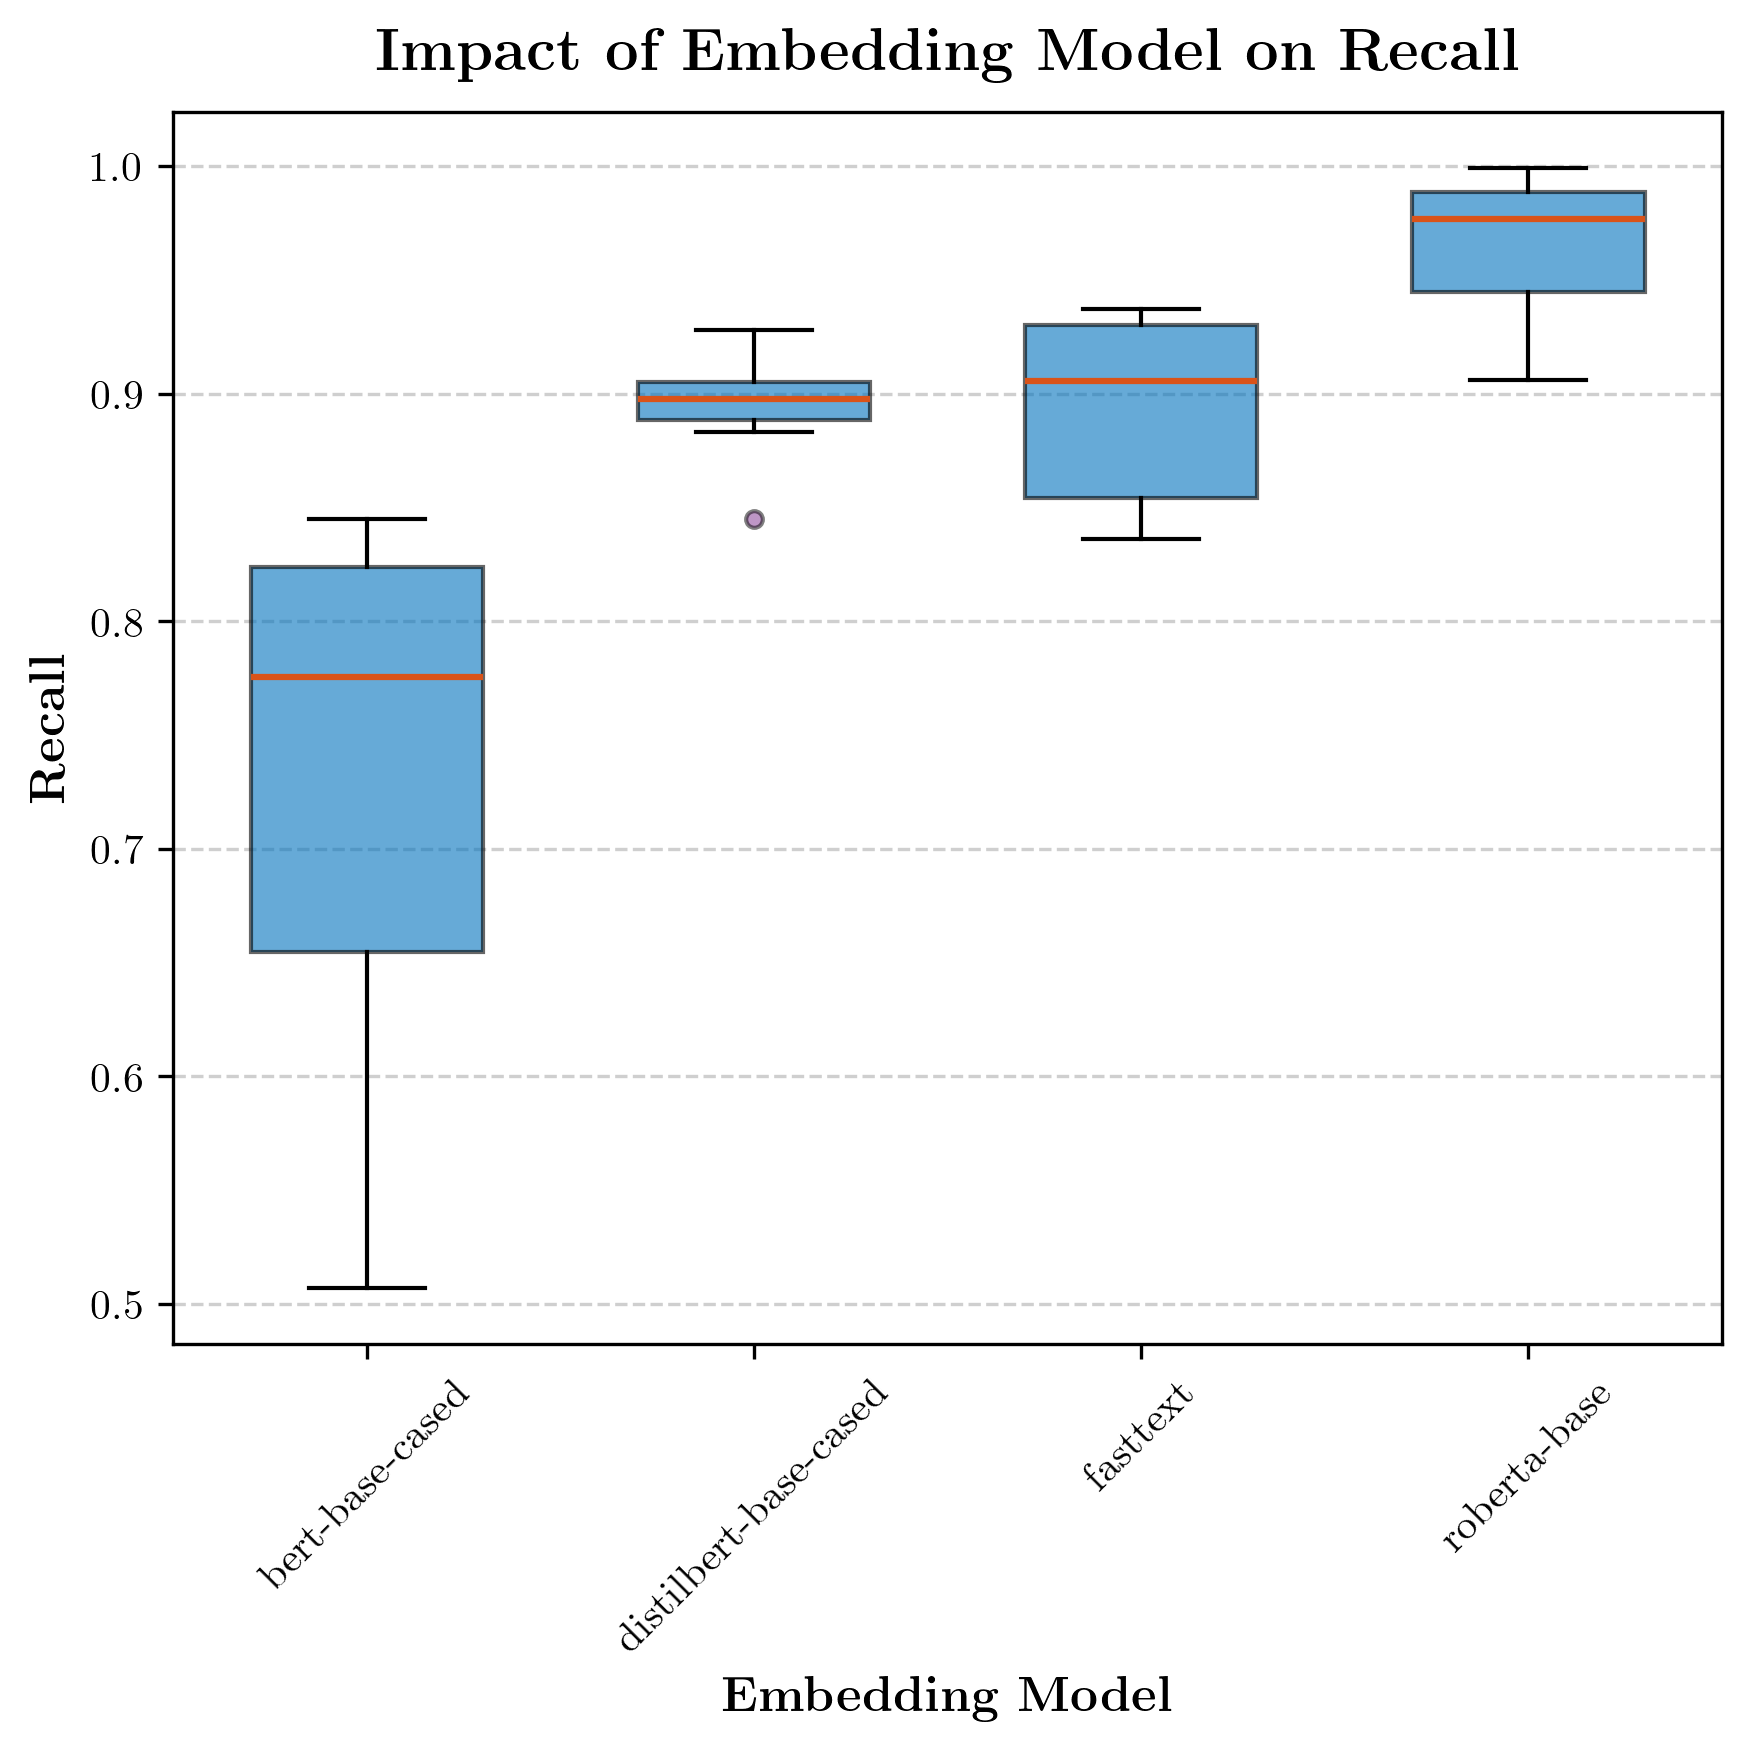 Impact of Embedding Model on Recall
1.0
0.9
0.8
0.7
0.6
0.5
Recall
bert-base-cased
distilbert-base-cased
fasttext
roberta-base
Embedding Model